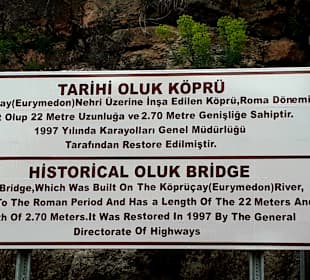 TARİHİ OLUK KÖPRÜ
çay(Eurymedon)Nehri Üzerine İnşa Edilen Köprü,Roma Dönemi
Olup 22 Metre Uzunluğa ve 2.70 Metre Genişliğe Sahiptir.
1997 Yılında Karayolları Genel Müdürlüğü
Tarafından Restore Edilmiştir.
HISTORICAL OLUK BRIDGE
Bridge,Which Was Built On The Köprüçay(Eurymedon)River,
To The Roman Period And Has a Length Of The 22 Meters And
Of 2.70 Meters.It Was Restored In 1997 By The General
Directorate Of Highways